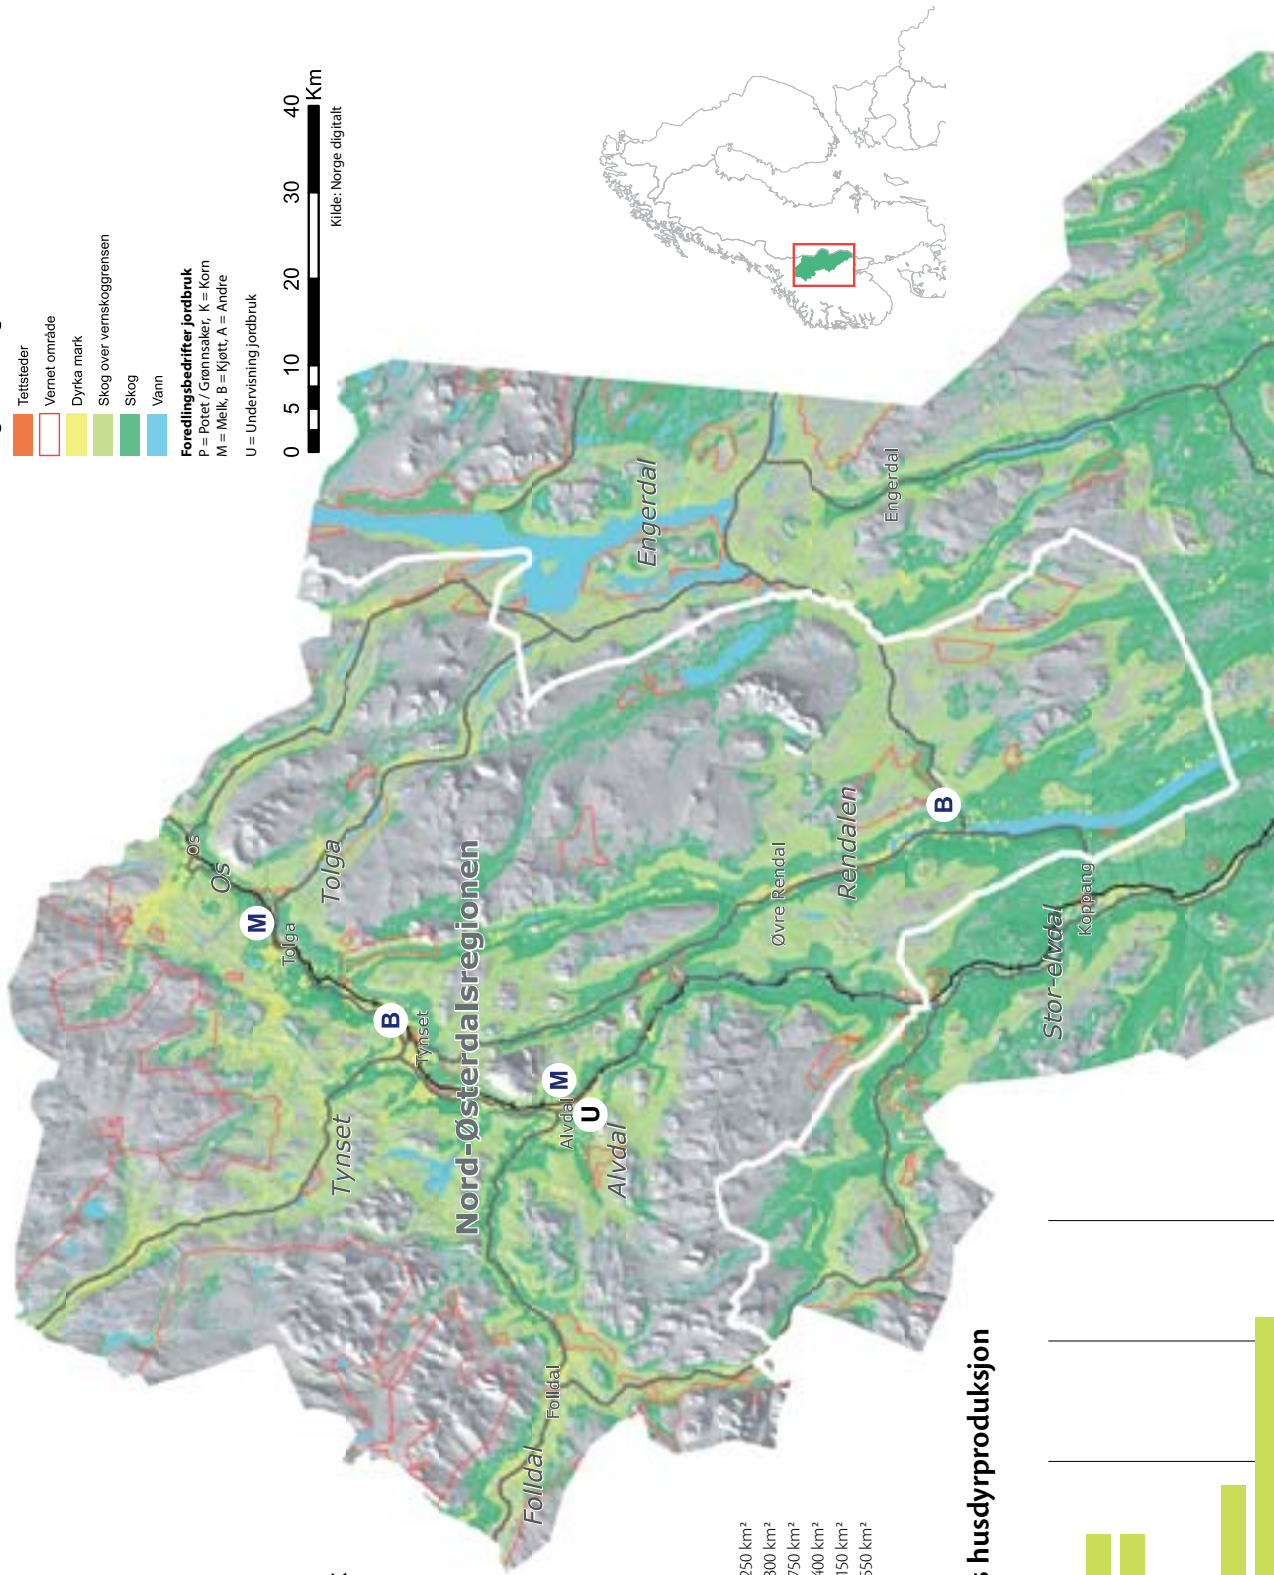 Tettsteder
Vernet område
Dyrka mark
Skog over vernskoggrensen
Skog
Vann
Foredlingsbedrifter jordbruk
P = Potet / Grønnsaker, K = Korn
M = Melk, B = Kjøtt, A = Andre
U = Undervisning jordbruk
0 5 10 20 30 40
Km
Kilde: Norge digitalt
Os
Os
M
Tolga
Tolga
B
Tynset
Tynset
Nord-Østerdalsregionen
M
Alvdal
U
Alvdal
Folldal
Folldal
Engerdal
Engerdal
Øvre Rendal
Rendalen
B
Stor-elvdal
Koppang
250 km²
300 km²
750 km²
400 km²
150 km²
550 km²
husdyrproduksjon